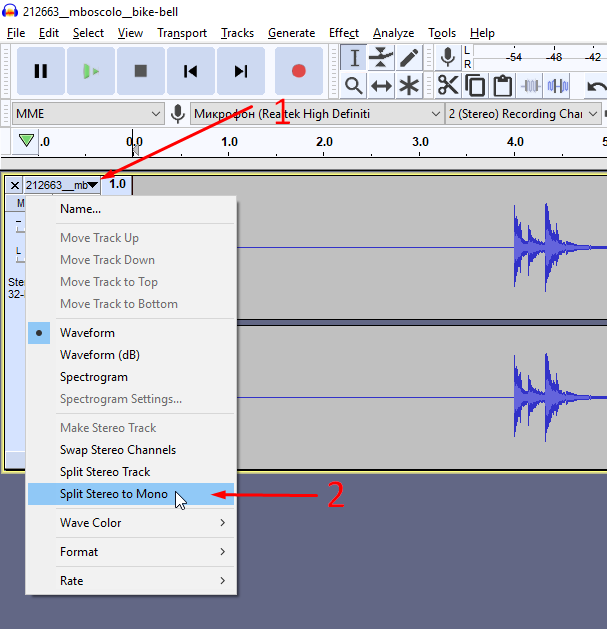 212663__mboscolo__bike-bell
File Edit Select View Transport Tracks Generate Effect Analyze Tools Help
L
R
-54 -48 -42
MME Микрофон (Realtek High Definiti 2 (Stereo) Recording Chan
1
.0 0,0 1.0 2.0 3.0 4.0 5
212663__mb 1.0
M
L
Ste
32-
Name...
Move Track Up
Move Track Down
Move Track to Top
Move Track to Bottom
Waveform
Waveform (dB)
Spectrogram
Spectrogram Settings...
Make Stereo Track
Swap Stereo Channels
Split Stereo Track
Split Stereo to Mono
2
Wave Color
Format
Rate